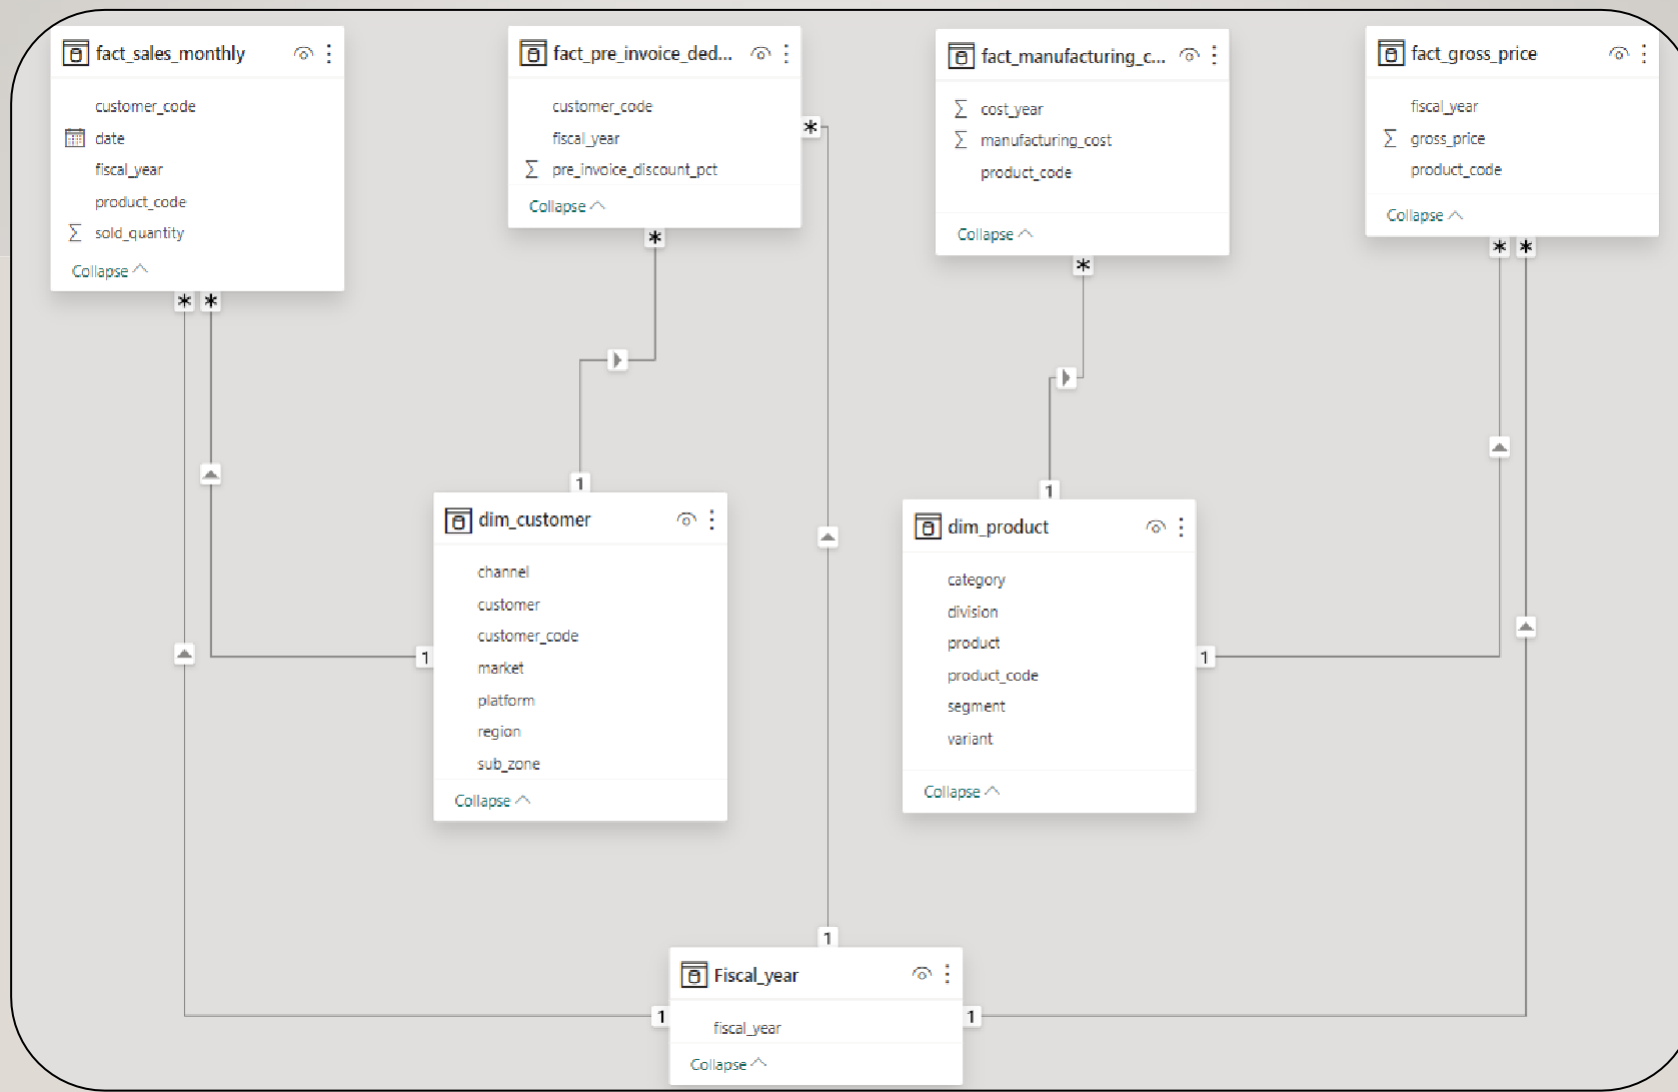 fact_sales_monthly
customer_code
date
fiscal_year
product_code
sold_quantity
Collapse
fact_pre_invoice_ded...
customer_code
fiscal_year
pre_invoice_discount_pct
Collapse
fact_manufacturing_c...
cost_year
manufacturing_cost
product_code
Collapse
fact_gross_price
fiscal_year
gross_price
product_code
Collapse
*
*
*
*
*
*
*
1
1
dim_customer
channel
customer
customer_code
market
platform
region
sub_zone
Collapse
1
dim_product
category
division
product
product_code
segment
variant
Collapse
1
1
Fiscal_year
fiscal_year
Collapse
1
1